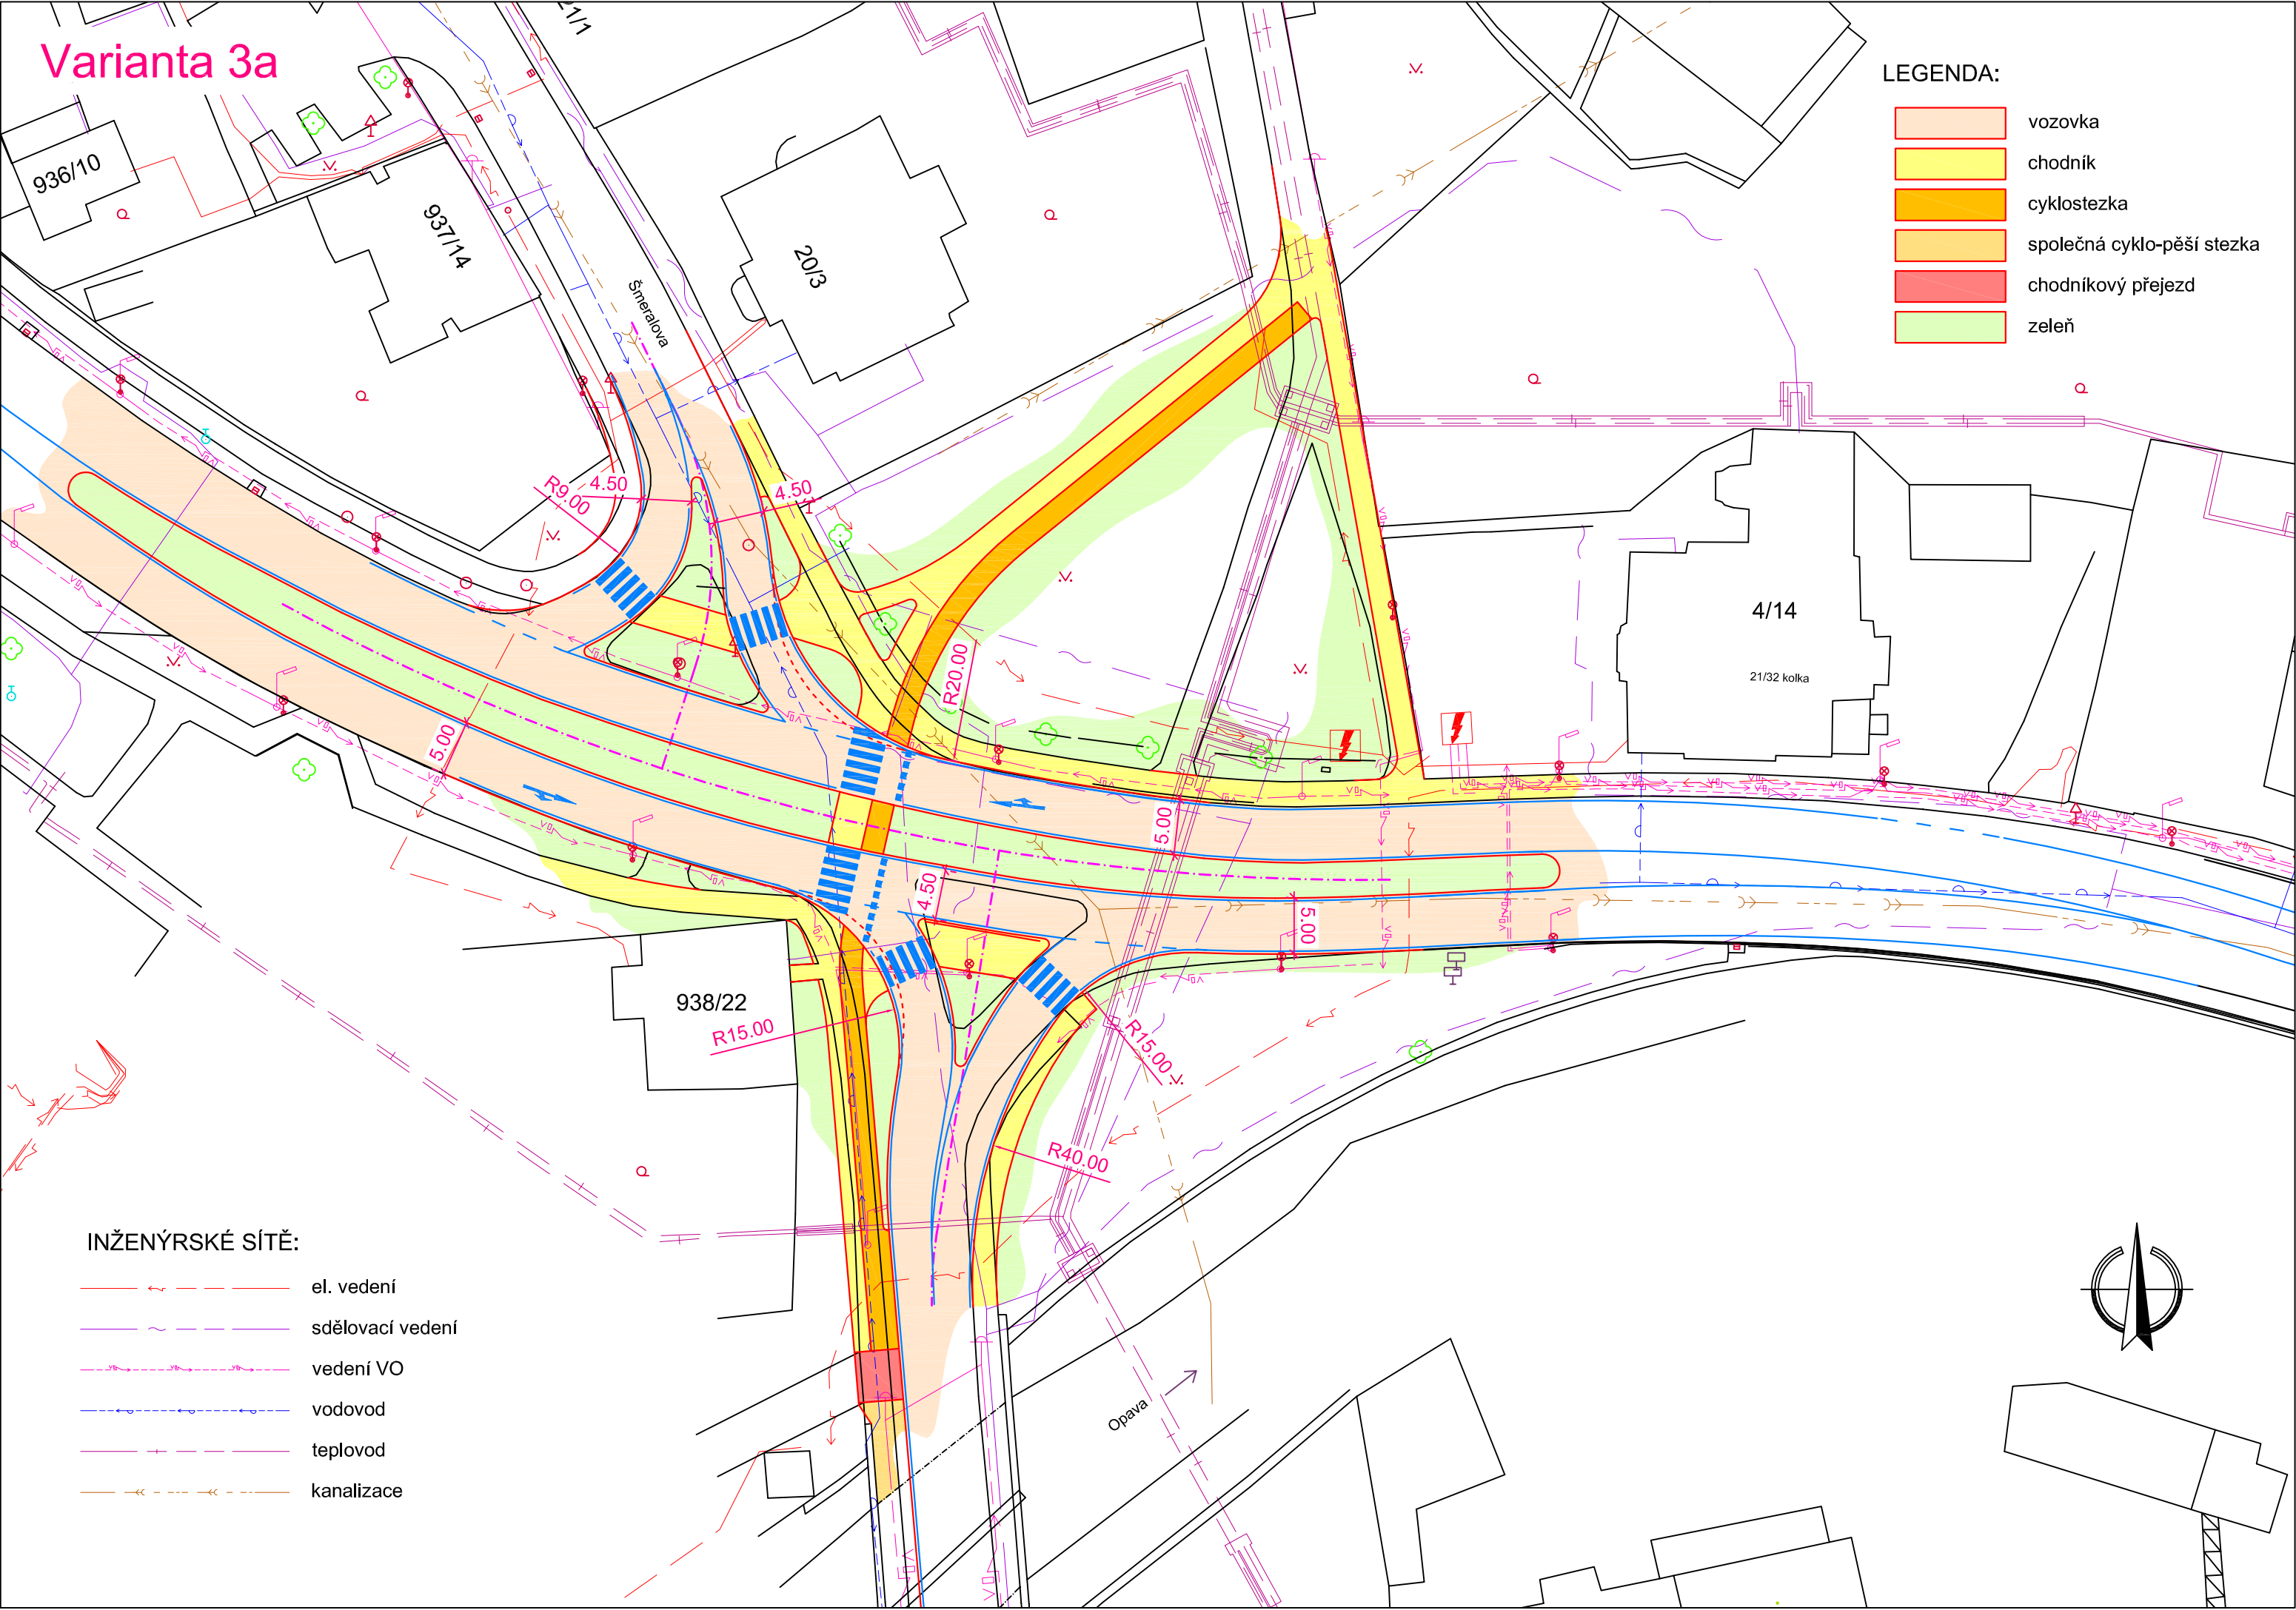 Varianta 3a
21/1
LEGENDA:
vozovka
chodník
cyklostezka
společná cyklo-pěší stezka
chodníkový přejezd
zeleň
936/10
937/14
20/3
Šmeralova
R9.00
4.50
4.50
4/14
21/32 kolka
R20.00
5.00
5.00
4.50
5.00
938/22
R15.00
R15.00
R40.00
Opava
INŽENÝRSKÉ SÍTĚ:
el. vedení
sdělovací vedení
vedení VO
vodovod
teplovod
kanalizace